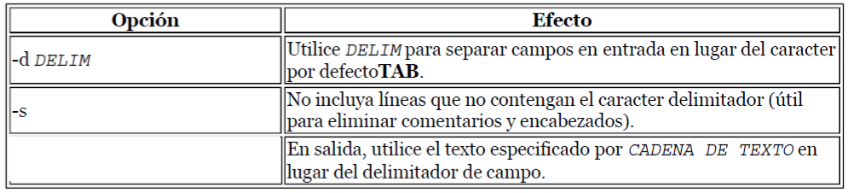 Opción Efecto
-d DELIM Utilice DELIM para separar campos en entrada en lugar del caracter
por defectoTAB.
-s No incluya líneas que no contengan el caracter delimitador (útil
para eliminar comentarios y encabezados).
En salida, utilice el texto especificado por CADENA DE TEXTO en
lugar del delimitador de campo.